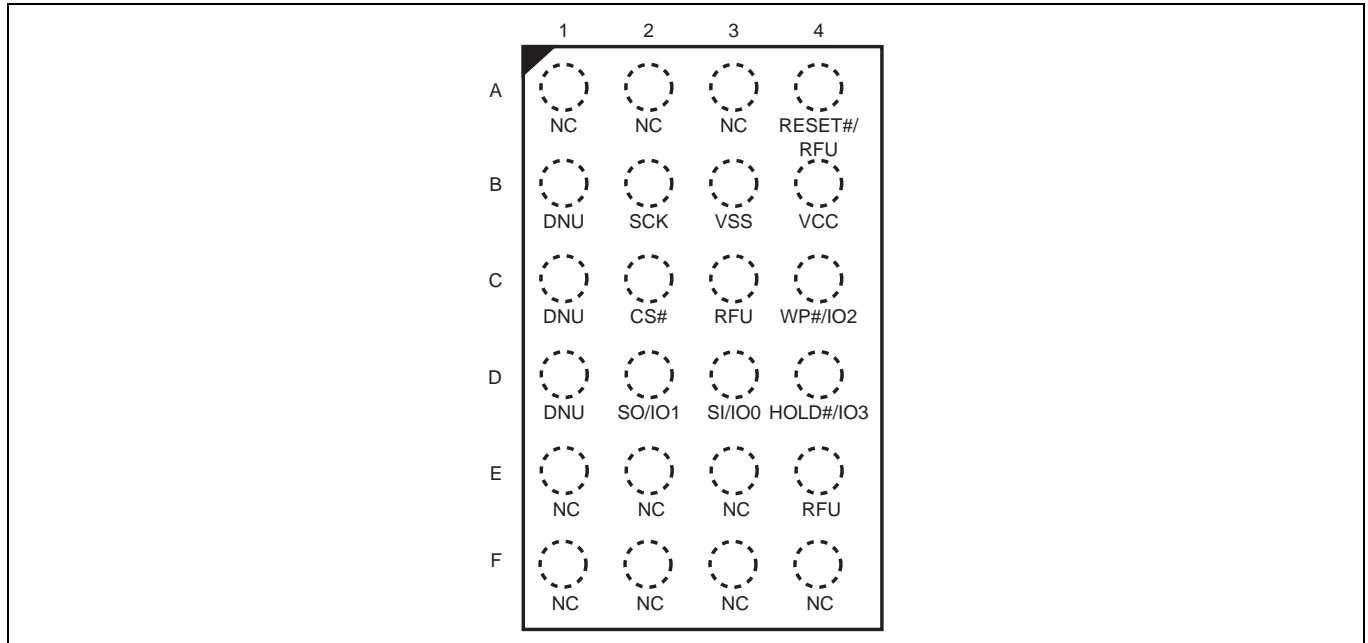 1 2 3 4
A
NC NC NC RESET#/
RFU
B
DNU SCK VSS VCC
C
DNU CS# RFU WP#/IO2
D
DNU SO/IO1 SI/IO0 HOLD#/IO3
E
NC NC NC RFU
F
NC NC NC NC